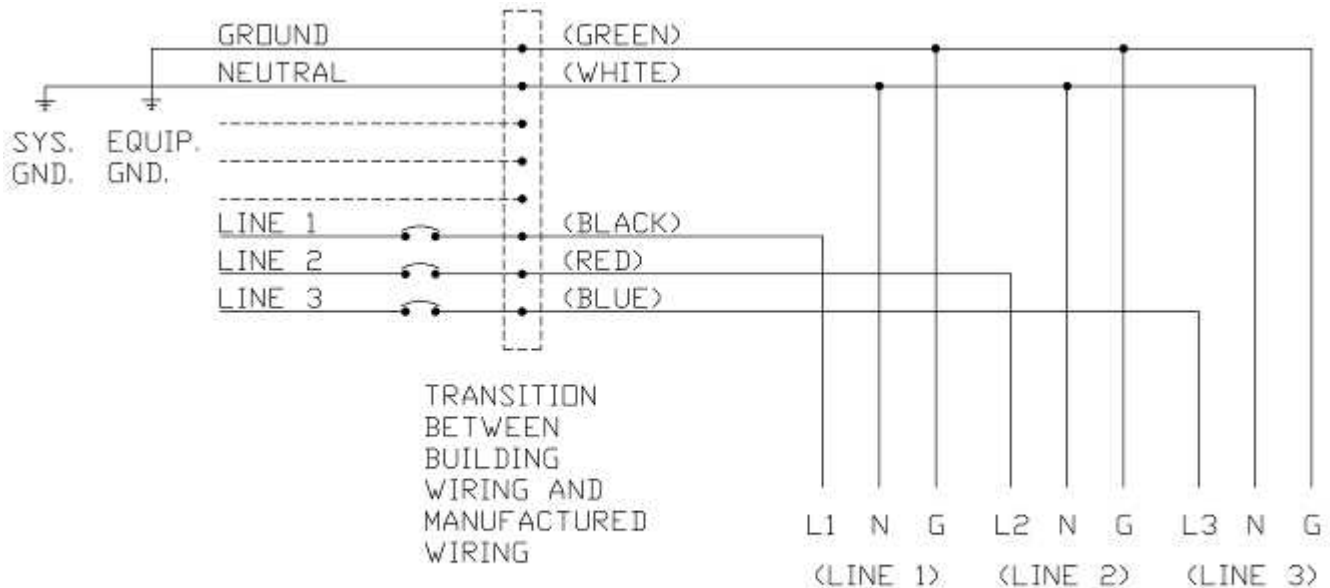 GROUND (GREEN)
NEUTRAL (WHITE)
SYS. EQUIP.
GND. GND.
LINE 1 (BLACK)
LINE 2 (RED)
LINE 3 (BLUE)
TRANSITION
BETWEEN
BUILDING
WIRING AND
MANUFACTURED
WIRING
L1 N G L2 N G L3 N G
(LINE 1) (LINE 2) (LINE 3)